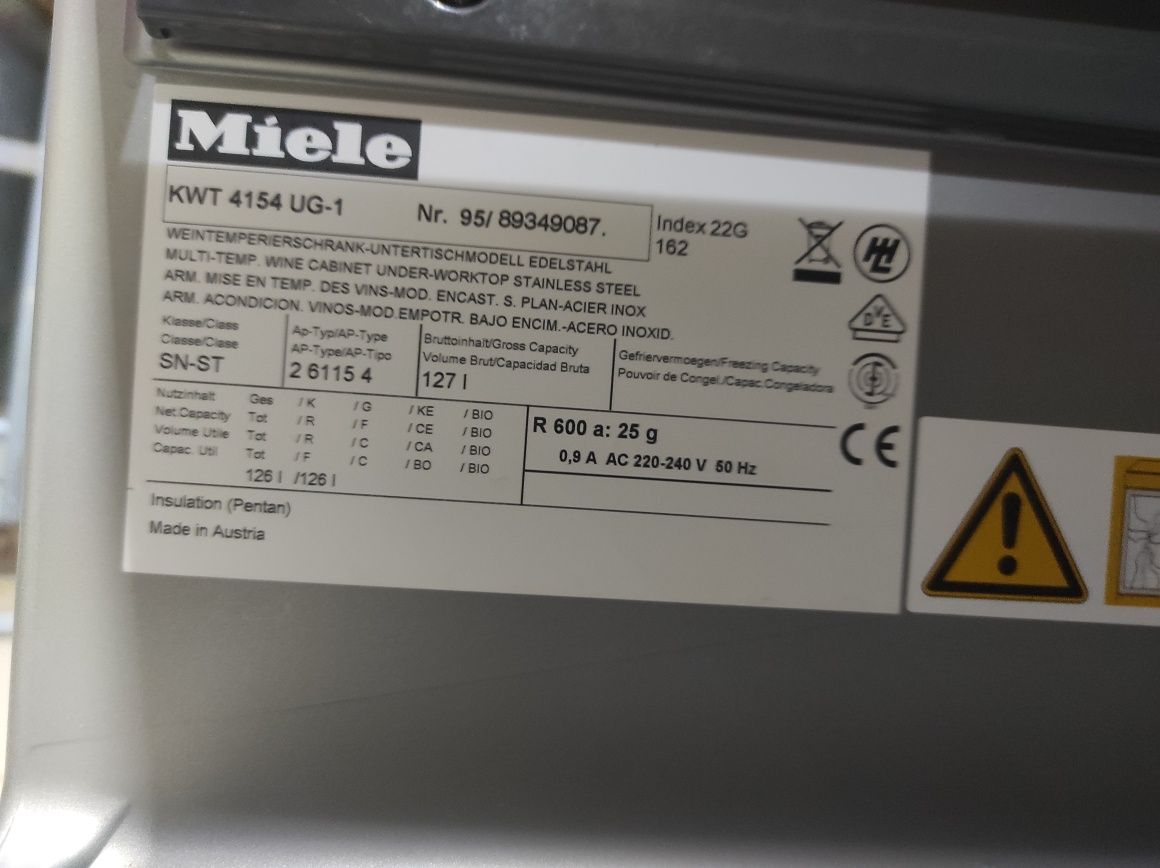 Miele
KWT 4154 UG-1 Nr. 95/ 89349087. Index 22G
162
WEINTEMPERIERSCHRANK-UNTERTISCHMODELL EDELSTAHL
MULTI-TEMP. WINE CABINET UNDER-WORKTOP STAINLESS STEEL
ARM. MISE EN TEMP. DES VINS-MOD. ENCAST. S. PLAN-ACIER INOX
ARM. ACONDICION. VINOS-MOD.EMPOTR. BAJO ENCIM.-ACERO INOXID.
Klasse/Class
Classe/Clase
SN-ST
Ap-Typ/AP-Type
AP-Type/AP-Tipo
2 6115 4
Bruttoinhalt/Gross Capacity
Volume Brut/Capacidad Bruta
127 l
Gefriervermoegen/Freezing Capacity
Pouvoir de Congel./Capac.Congeladora
Nutzinhalt Ges / K / G / KE / BIO
Net.Capacity Tot / R / F / CE / BIO
Volume Utile Tot / R / C / CA / BIO
Capac. Util Tot / F / C / BO / BIO
126 l /126 l
R 600 a: 25 g
0,9 A AC 220-240 V 50 Hz
Insulation (Pentan)
Made in Austria
DVE
CE